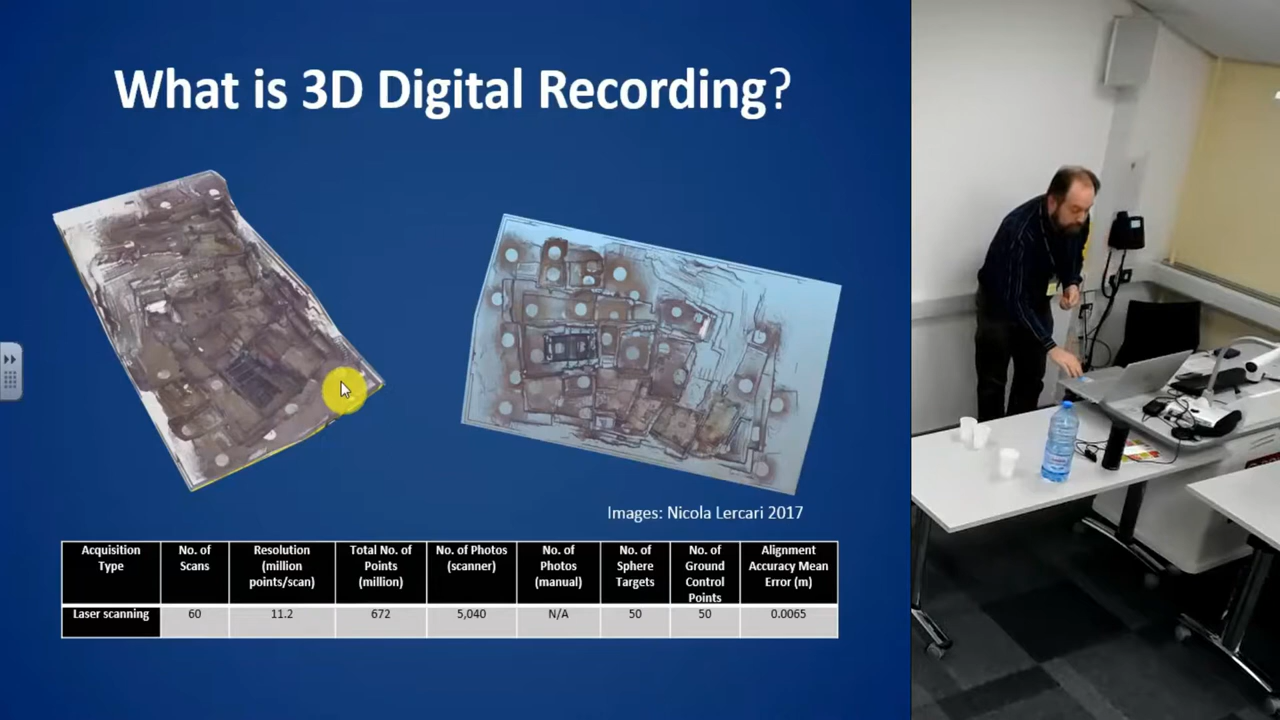 What is 3D Digital Recording?
Images: Nicola Lercari 2017
Acquisition Type No. of Scans Resolution (million points/scan) Total No. of Points (million) No. of Photos (scanner) No. of Photos (manual) No. of Sphere Targets No. of Ground Control Points Alignment Accuracy Mean Error (m)
Laser scanning 60 11.2 672 5,040 N/A 50 50 0.0065